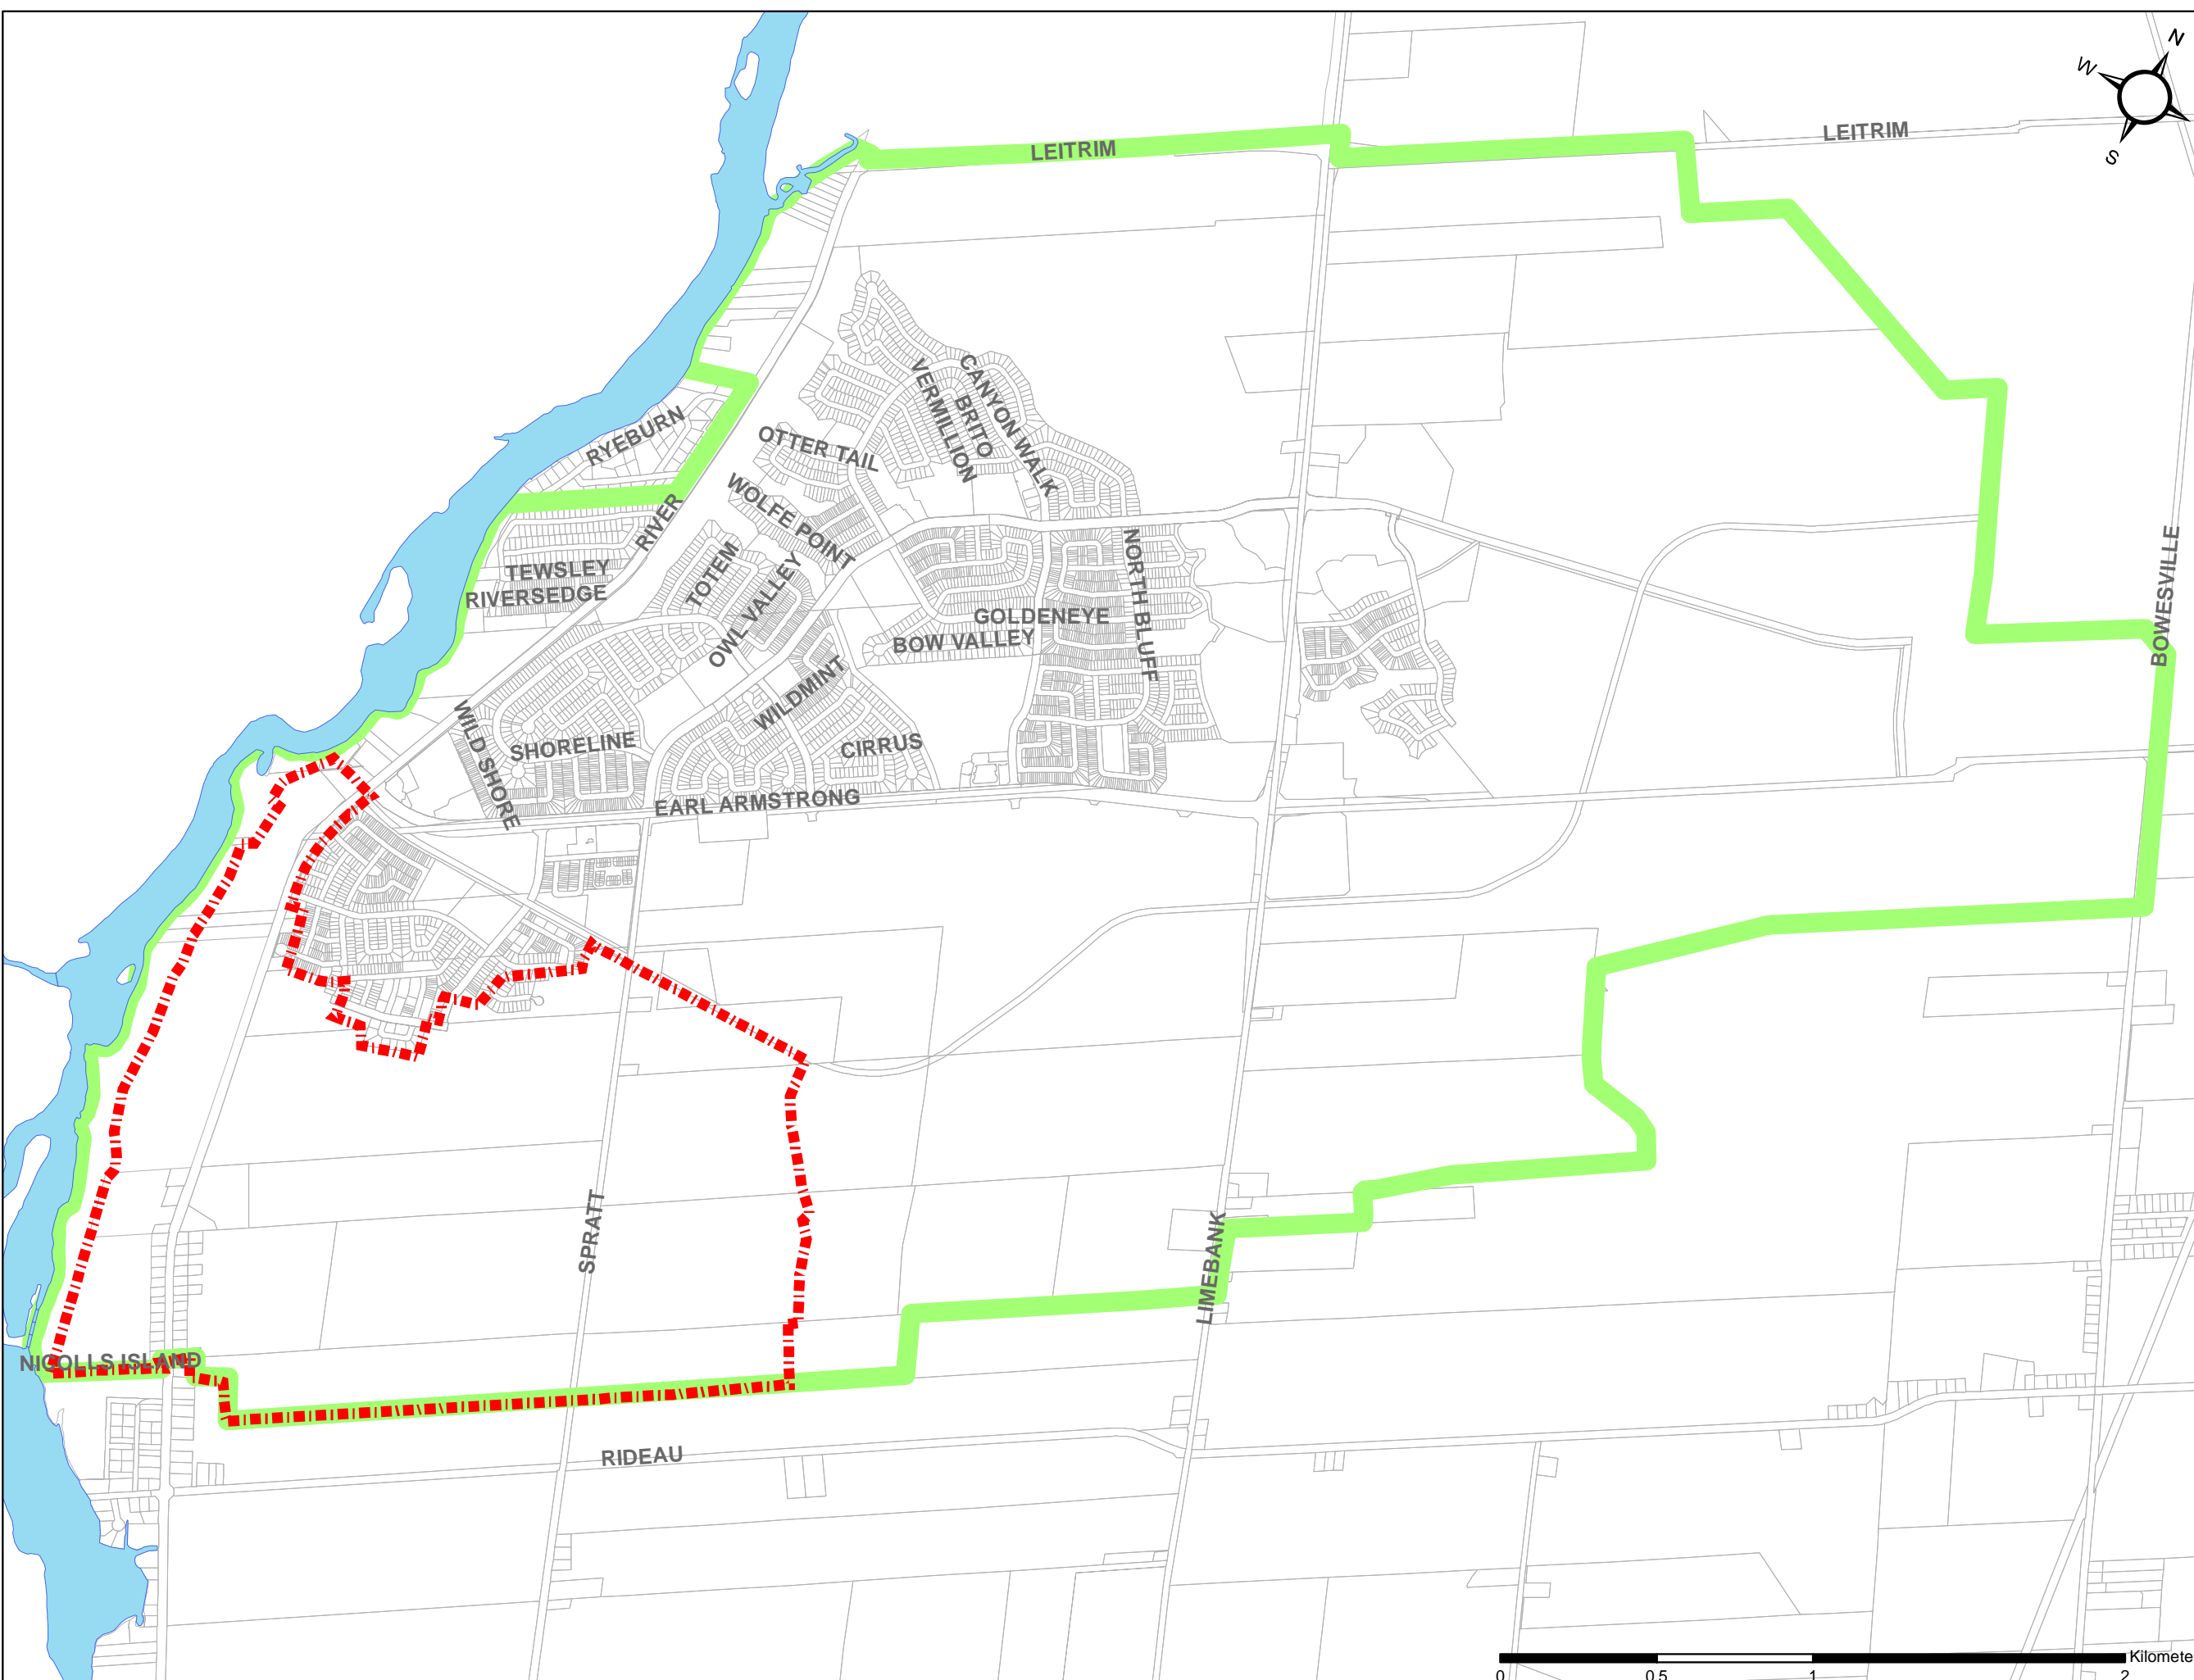 N
W
S
LEITRIM
LEITRIM
RYEBURN
OTTER TAIL
VERMILLION
BRITO
CANYON WALK
WOLFE POINT
RIVER
TEWSLEY
RIVERSEDGE
TOTEM
OWL VALLEY
NORTH BLUFF
GOLDENEYE
BOW VALLEY
BOWESVILLE
WILDMINT
WILD SHORE
SHORELINE
CIRRUS
EARL ARMSTRONG
SPRATT
LIMEBANK
NICOLLS ISLAND
RIDEAU
Kilomete
0 0.5 1 2